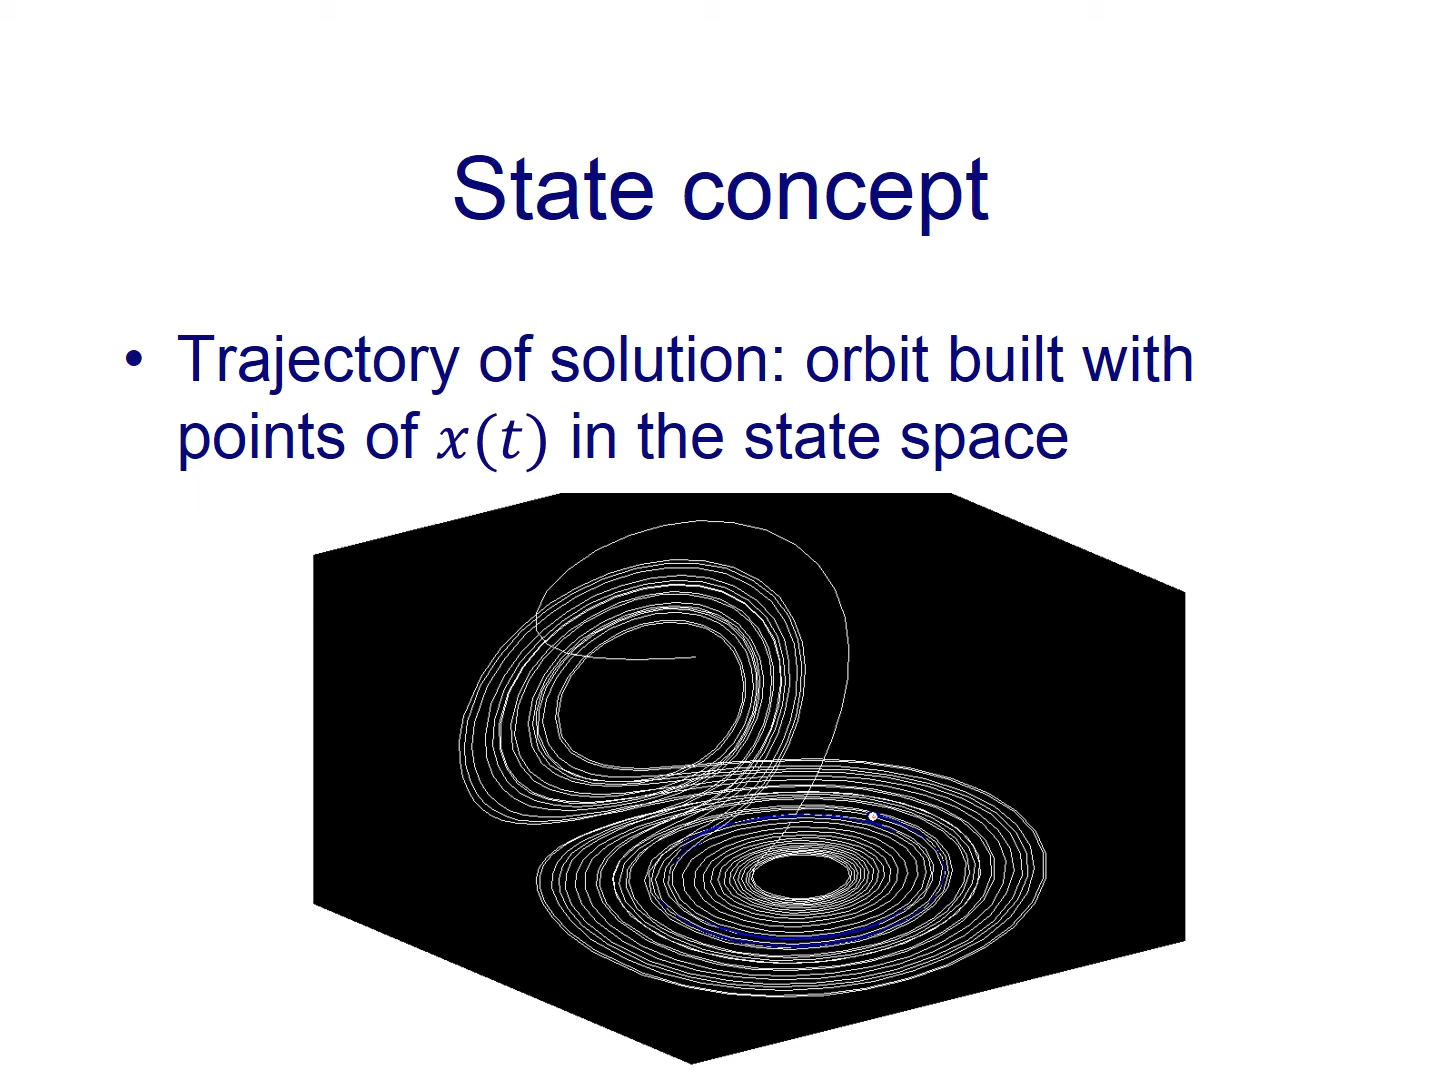 State concept
• Trajectory of solution: orbit built with
points of x(t) in the state space